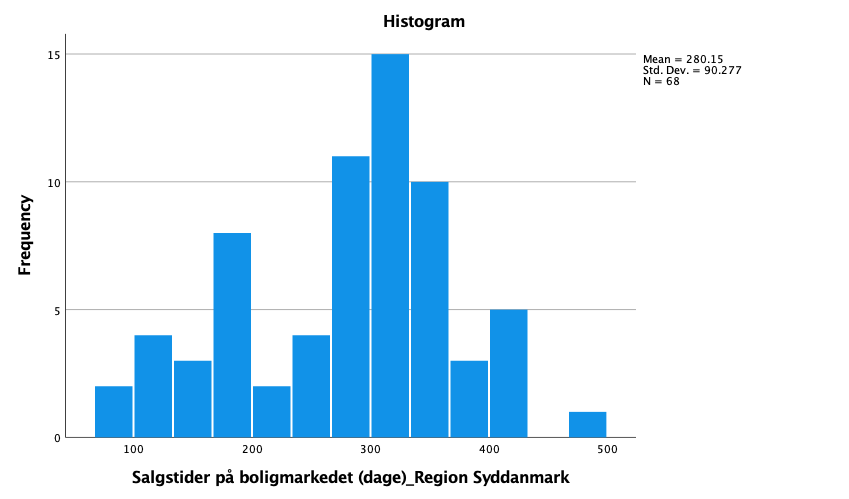 Histogram
Mean = 280.15
Std. Dev. = 90.277
N = 68
Frequency
15
10
5
0
100 200 300 400 500
Salgstider på boligmarkedet (dage)_Region Syddanmark